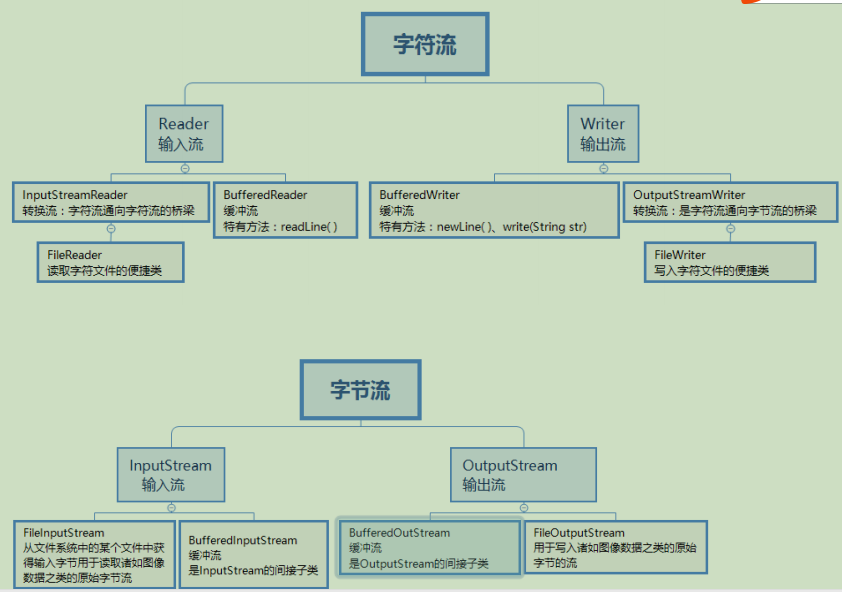 字符流
Reader
输入流
Writer
输出流
InputStreamReader
转换流：字符流通向字符流的桥梁
BufferedReader
缓冲流
特有方法：readLine( )
BufferedWriter
缓冲流
特有方法：newLine( )、write(String str)
OutputStreamWriter
转换流：是字符流通向字节流的桥梁
FileReader
读取字符文件的便捷类
FileWriter
写入字符文件的便捷类
字节流
InputStream
输入流
OutputStream
输出流
FileInputStream
从文件系统中的某个文件中获
得输入字节用于读取诸如图像
数据之类的原始字节流
BufferedInputStream
缓冲流
是InputStream的间接子类
BufferedOutStream
缓冲流
是OutputStream的间接子类
FileOutputStream
用于写入诸如图像数据之类的原始
字节的流